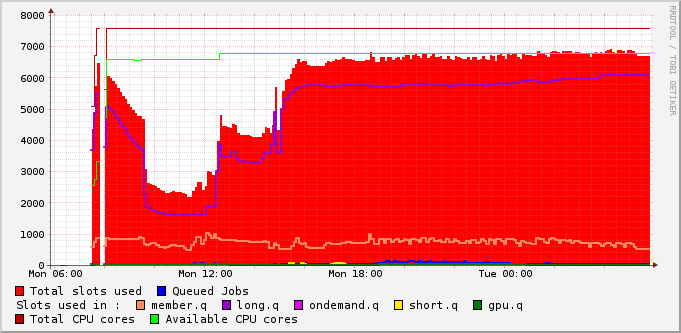 8000
7000
6000
5000
4000
3000
2000
1000
0
Mon 06:00 Mon 12:00 Mon 18:00 Tue 00:00
Total slots used Queued Jobs
Slots used in : member.q long.q ondemand.q short.q gpu.q
Total CPU cores Available CPU cores
RRDTOOL / TOBI OETIKER